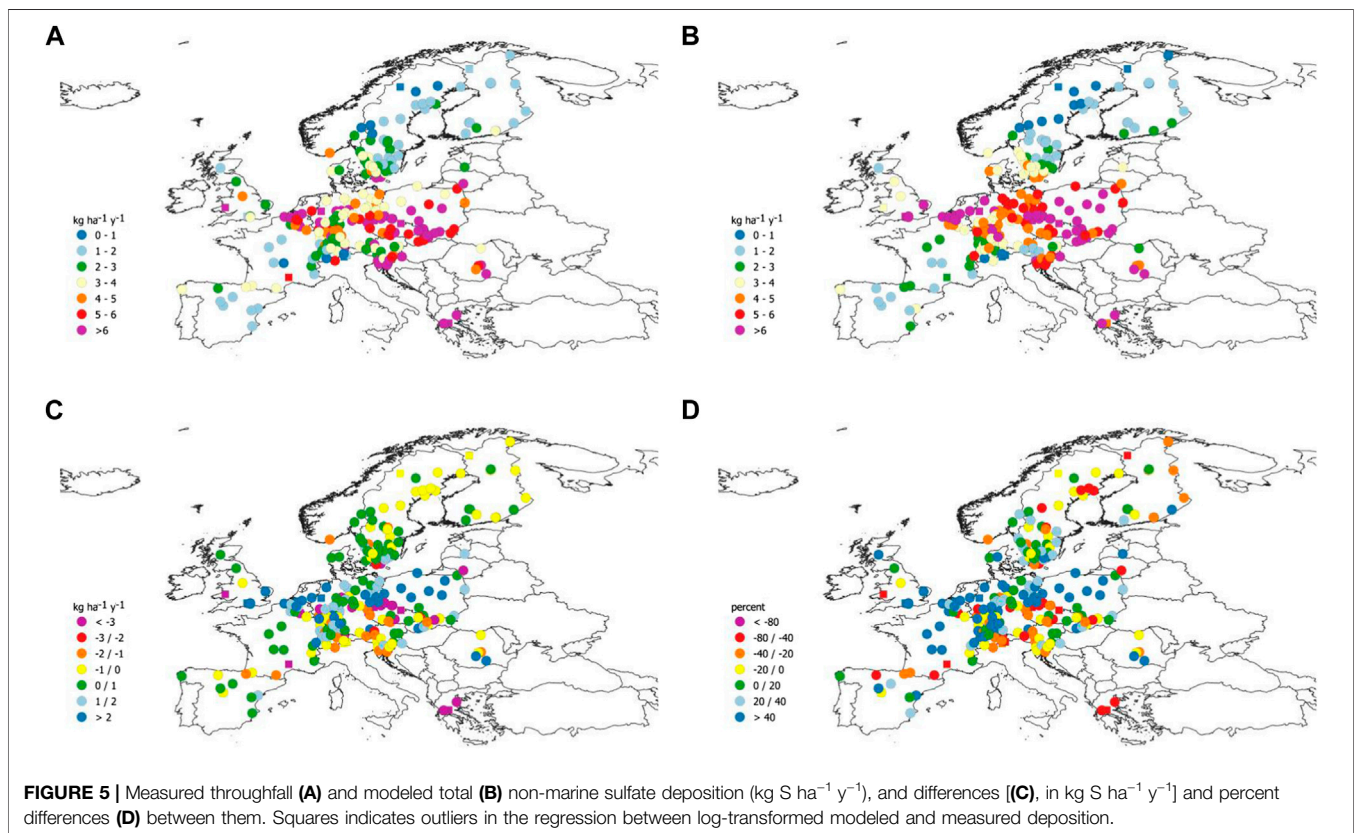 A
kg ha⁻¹ y⁻¹
0 - 1
1 - 2
2 - 3
3 - 4
4 - 5
5 - 6
>6
B
kg ha⁻¹ y⁻¹
0 - 1
1 - 2
2 - 3
3 - 4
4 - 5
5 - 6
>6
C
kg ha⁻¹ y⁻¹
< -3
-3 / -2
-2 / -1
-1 / 0
0 / 1
1 / 2
> 2
D
percent
< -80
-80 / -40
-40 / -20
-20 / 0
0 / 20
20 / 40
> 40
FIGURE 5 | Measured throughfall (A) and modeled total (B) non-marine sulfate deposition (kg S ha⁻¹ y⁻¹), and differences [(C), in kg S ha⁻¹ y⁻¹] and percent
differences (D) between them. Squares indicates outliers in the regression between log-transformed modeled and measured deposition.